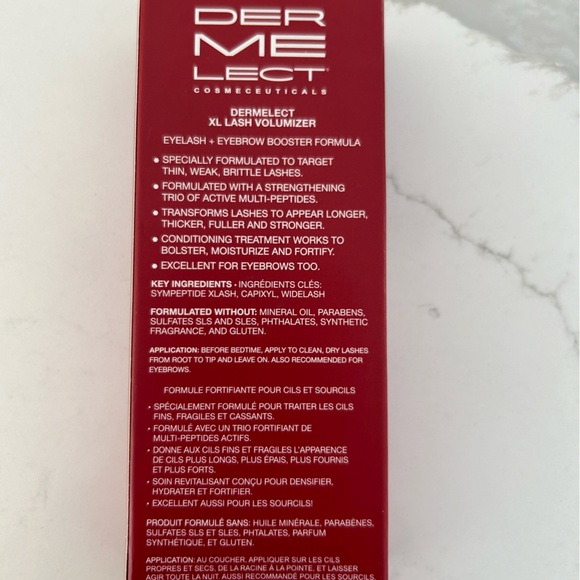 DER
ME
LECT
COSMECEUTICALS
DERMELECT
XL LASH VOLUMIZER
EYELASH + EYEBROW BOOSTER FORMULA
• SPECIALLY FORMULATED TO TARGET
THIN, WEAK, BRITTLE LASHES.
• FORMULATED WITH A STRENGTHENING
TRIO OF ACTIVE MULTI-PEPTIDES.
• TRANSFORMS LASHES TO APPEAR LONGER,
THICKER, FULLER AND STRONGER.
• CONDITIONING TREATMENT WORKS TO
BOLSTER, MOISTURIZE AND FORTIFY.
• EXCELLENT FOR EYEBROWS TOO.
KEY INGREDIENTS • INGRÉDIENTS CLÉS:
SYMPEPTIDE XLASH, CAPIXYL, WIDELASH
FORMULATED WITHOUT: MINERAL OIL, PARABENS,
SULFATES SLS AND SLES, PHTHALATES, SYNTHETIC
FRAGRANCE, AND GLUTEN.
APPLICATION: BEFORE BEDTIME, APPLY TO CLEAN, DRY LASHES
FROM ROOT TO TIP AND LEAVE ON. ALSO RECOMMENDED FOR
EYEBROWS.
FORMULE FORTIFIANTE POUR CILS ET SOURCILS
• SPÉCIALEMENT FORMULÉ POUR TRAITER LES CILS
FINS, FRAGILES ET CASSANTS.
• FORMULÉ AVEC UN TRIO FORTIFIANT DE
MULTI-PEPTIDES ACTIFS.
• DONNE AUX CILS FINS ET FRAGILES L'APPARENCE
DE CILS PLUS LONGS, PLUS ÉPAIS, PLUS FOURNIS
ET PLUS FORTS.
• SOIN REVITALISANT CONÇU POUR DENSIFIER,
HYDRATER ET FORTIFIER.
• EXCELLENT AUSSI POUR LES SOURCILS!
PRODUIT FORMULÉ SANS: HUILE MINÉRALE, PARABÈNES,
SULFATES SLS ET SLES, PHTALATES, PARFUM
SYNTHÉTIQUE, ET GLUTEN.
APPLICATION: AU COUCHER, APPLIQUER SUR LES CILS
PROPRES ET SECS, DE LA RACINE À LA POINTE, ET LAISSER
AGIR TOUTE LA NUIT. AUSSI RECOMMANDÉ POUR LES SOURCILS.